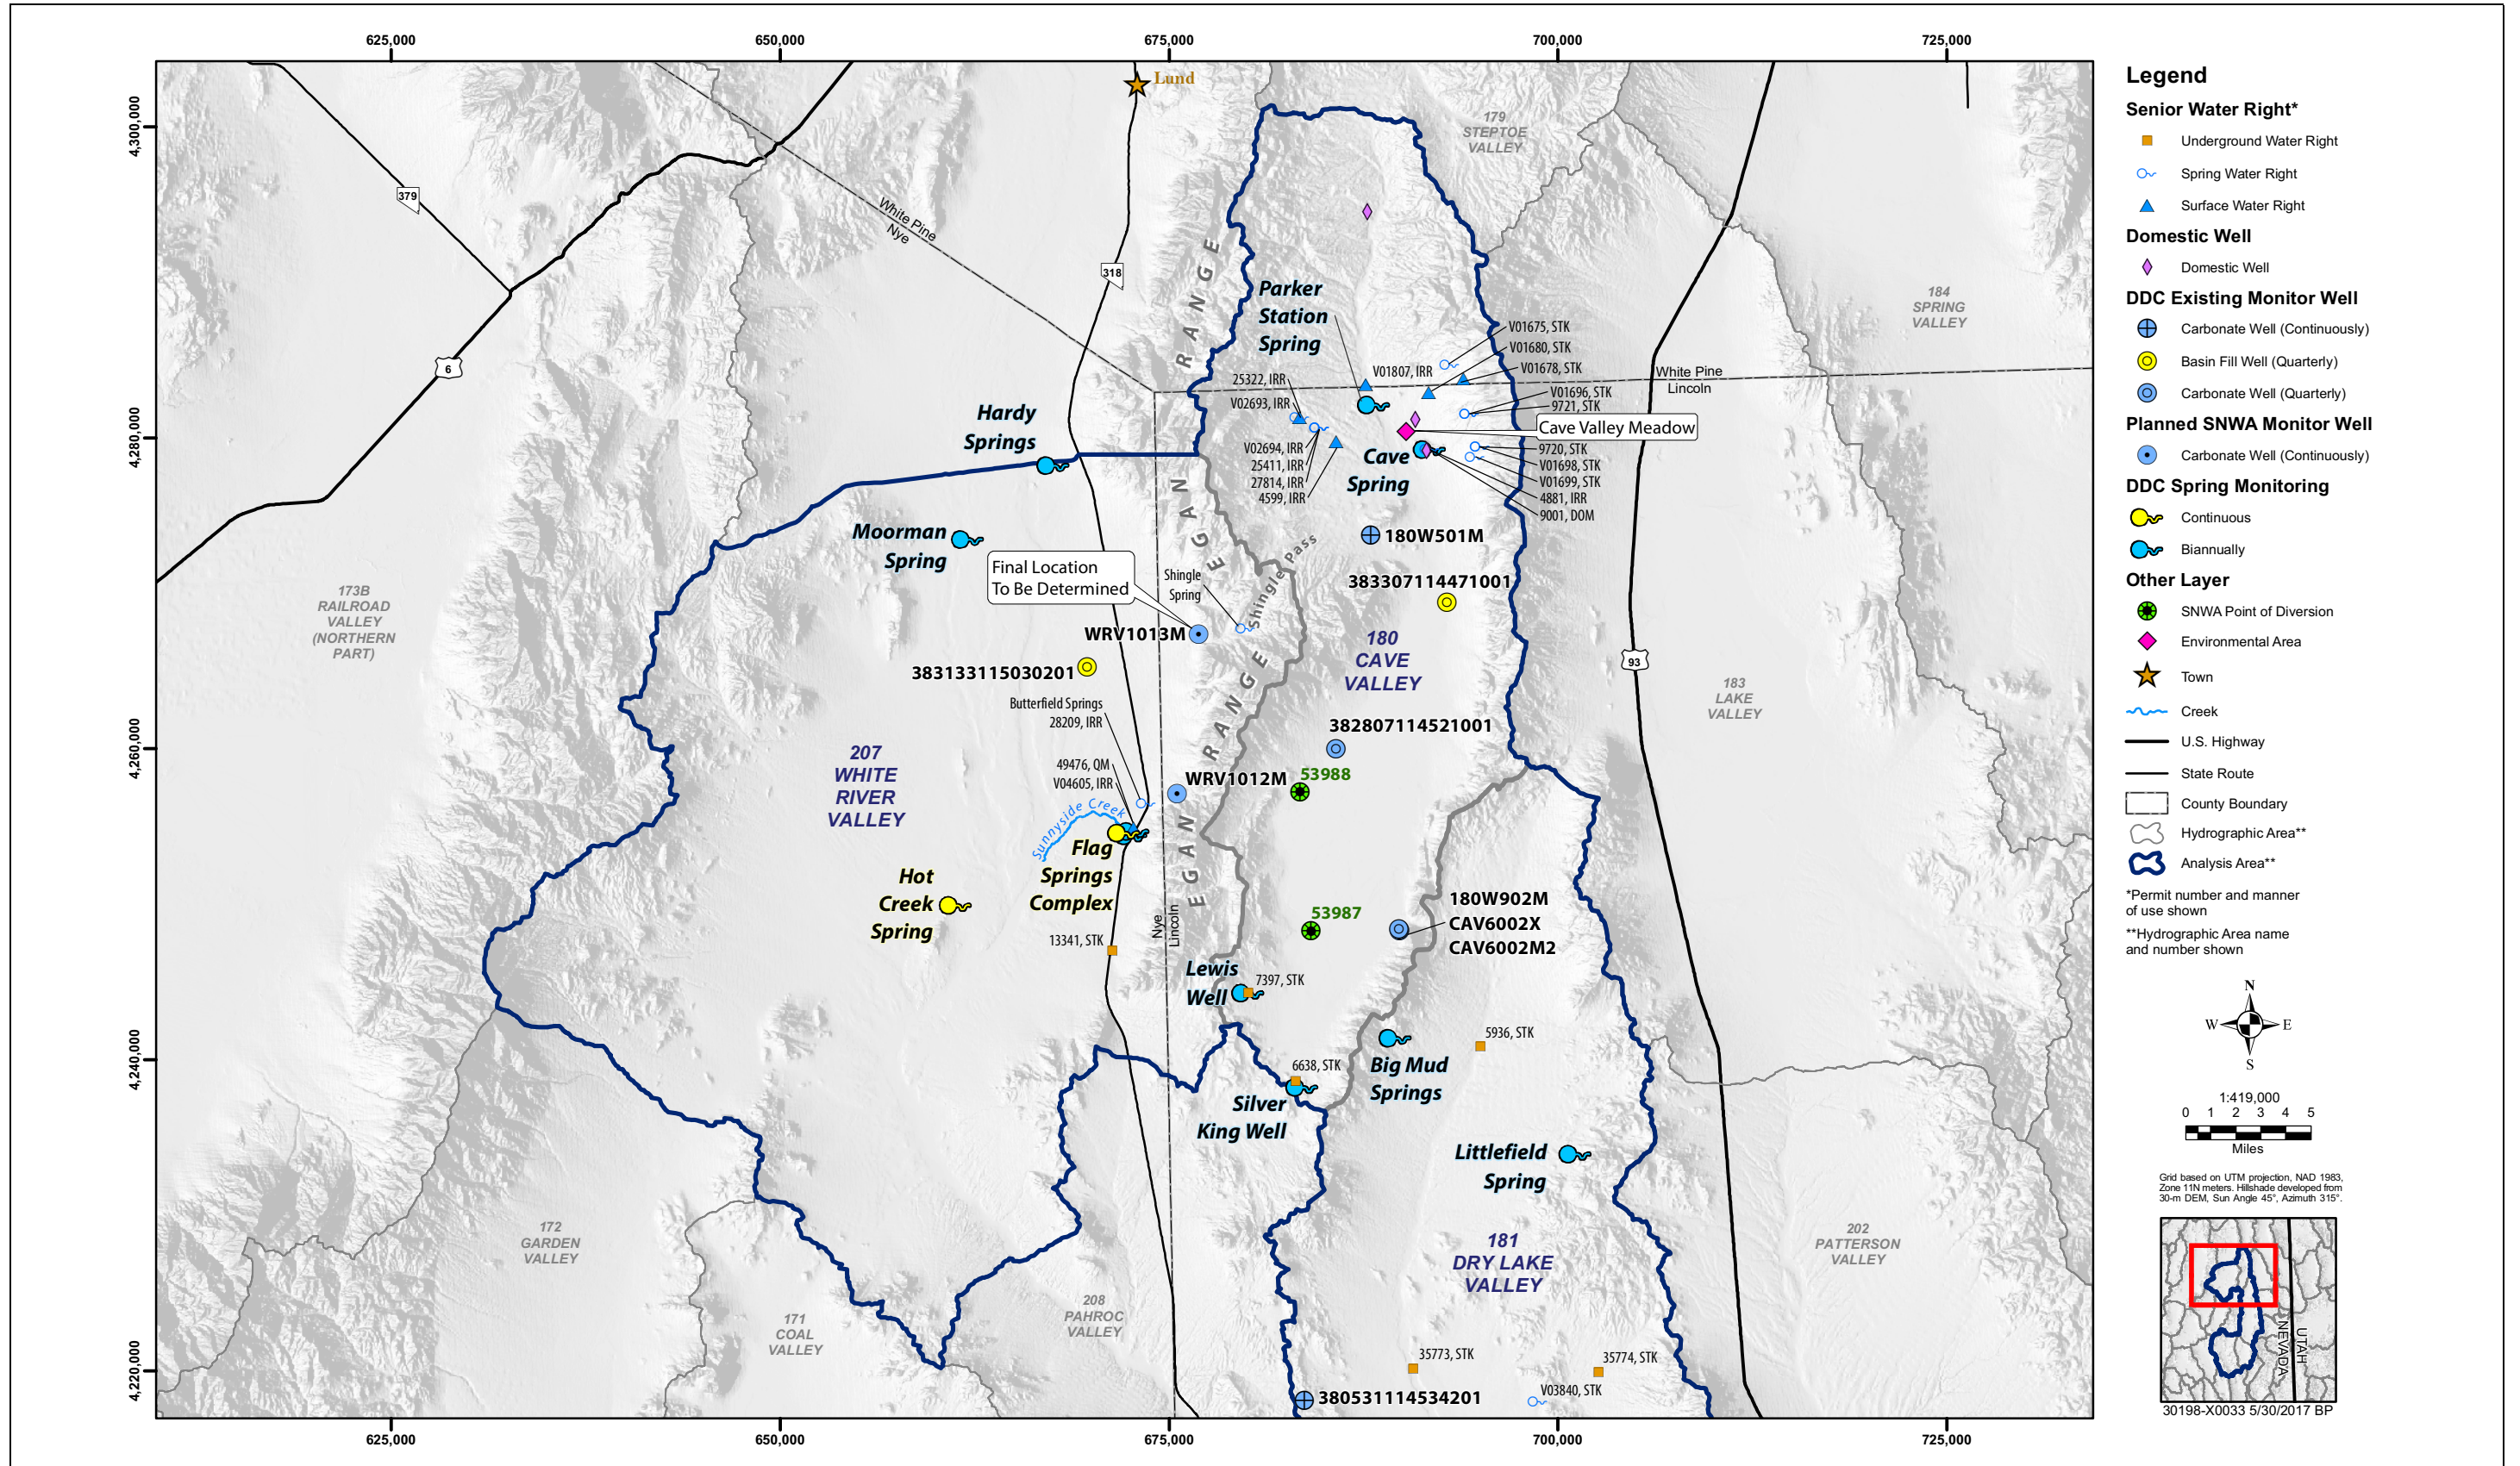 625,000
650,000
675,000
700,000
725,000
4,300,000
4,280,000
4,260,000
4,240,000
4,220,000
Lund
379
318
6
93
White Pine
Nye
179
STEPTOE
VALLEY
184
SPRING
VALLEY
EGAN RANGE
Parker
Station
Spring
V01675, STK
V01680, STK
V01678, STK
V01807, IRR
25322, IRR
V02693, IRR
White Pine
Lincoln
V01696, STK
9721, STK
Cave Valley Meadow
V02694, IRR
25411, IRR
27814, IRR
4599, IRR
Cave
Spring
9720, STK
V01698, STK
V01699, STK
4881, IRR
9001, DOM
Hardy
Springs
Moorman
Spring
180W501M
Final Location
To Be Determined
Shingle
Spring
Shingle Pass
383307114471001
173B
RAILROAD
VALLEY
(NORTHERN
PART)
WRV1013M
180
CAVE
VALLEY
383133115030201
Butterfield Springs
28209, IRR
183
LAKE
VALLEY
EGAN RANGE
382807114521001
207
WHITE
RIVER
VALLEY
49476, QM
V04605, IRR
WRV1012M
53988
Sunnyside Creek
Flag
Springs
Complex
Hot
Creek
Spring
Nye
Lincoln
53987
180W902M
CAV6002X
CAV6002M2
13341, STK
Lewis
Well
7397, STK
5936, STK
Big Mud
Springs
6638, STK
Silver
King Well
Littlefield
Spring
172
GARDEN
VALLEY
181
DRY LAKE
VALLEY
202
PATTERSON
VALLEY
208
PAHROC
VALLEY
171
COAL
VALLEY
35773, STK
35774, STK
V03840, STK
380531114534201
625,000
650,000
675,000
700,000
725,000
Legend
Senior Water Right*
Underground Water Right
Spring Water Right
Surface Water Right
Domestic Well
Domestic Well
DDC Existing Monitor Well
Carbonate Well (Continuously)
Basin Fill Well (Quarterly)
Carbonate Well (Quarterly)
Planned SNWA Monitor Well
Carbonate Well (Continuously)
DDC Spring Monitoring
Continuous
Biannually
Other Layer
SNWA Point of Diversion
Environmental Area
Town
Creek
U.S. Highway
State Route
County Boundary
Hydrographic Area**
Analysis Area**
*Permit number and manner
of use shown
**Hydrographic Area name
and number shown
N
W E
S
1:419,000
0 1 2 3 4 5
Miles
Grid based on UTM projection, NAD 1983,
Zone 11N meters. Hillshade developed from
30-m DEM, Sun Angle 45°, Azimuth 315°.
NEVADA
UTAH
30198-X0033 5/30/2017 BP